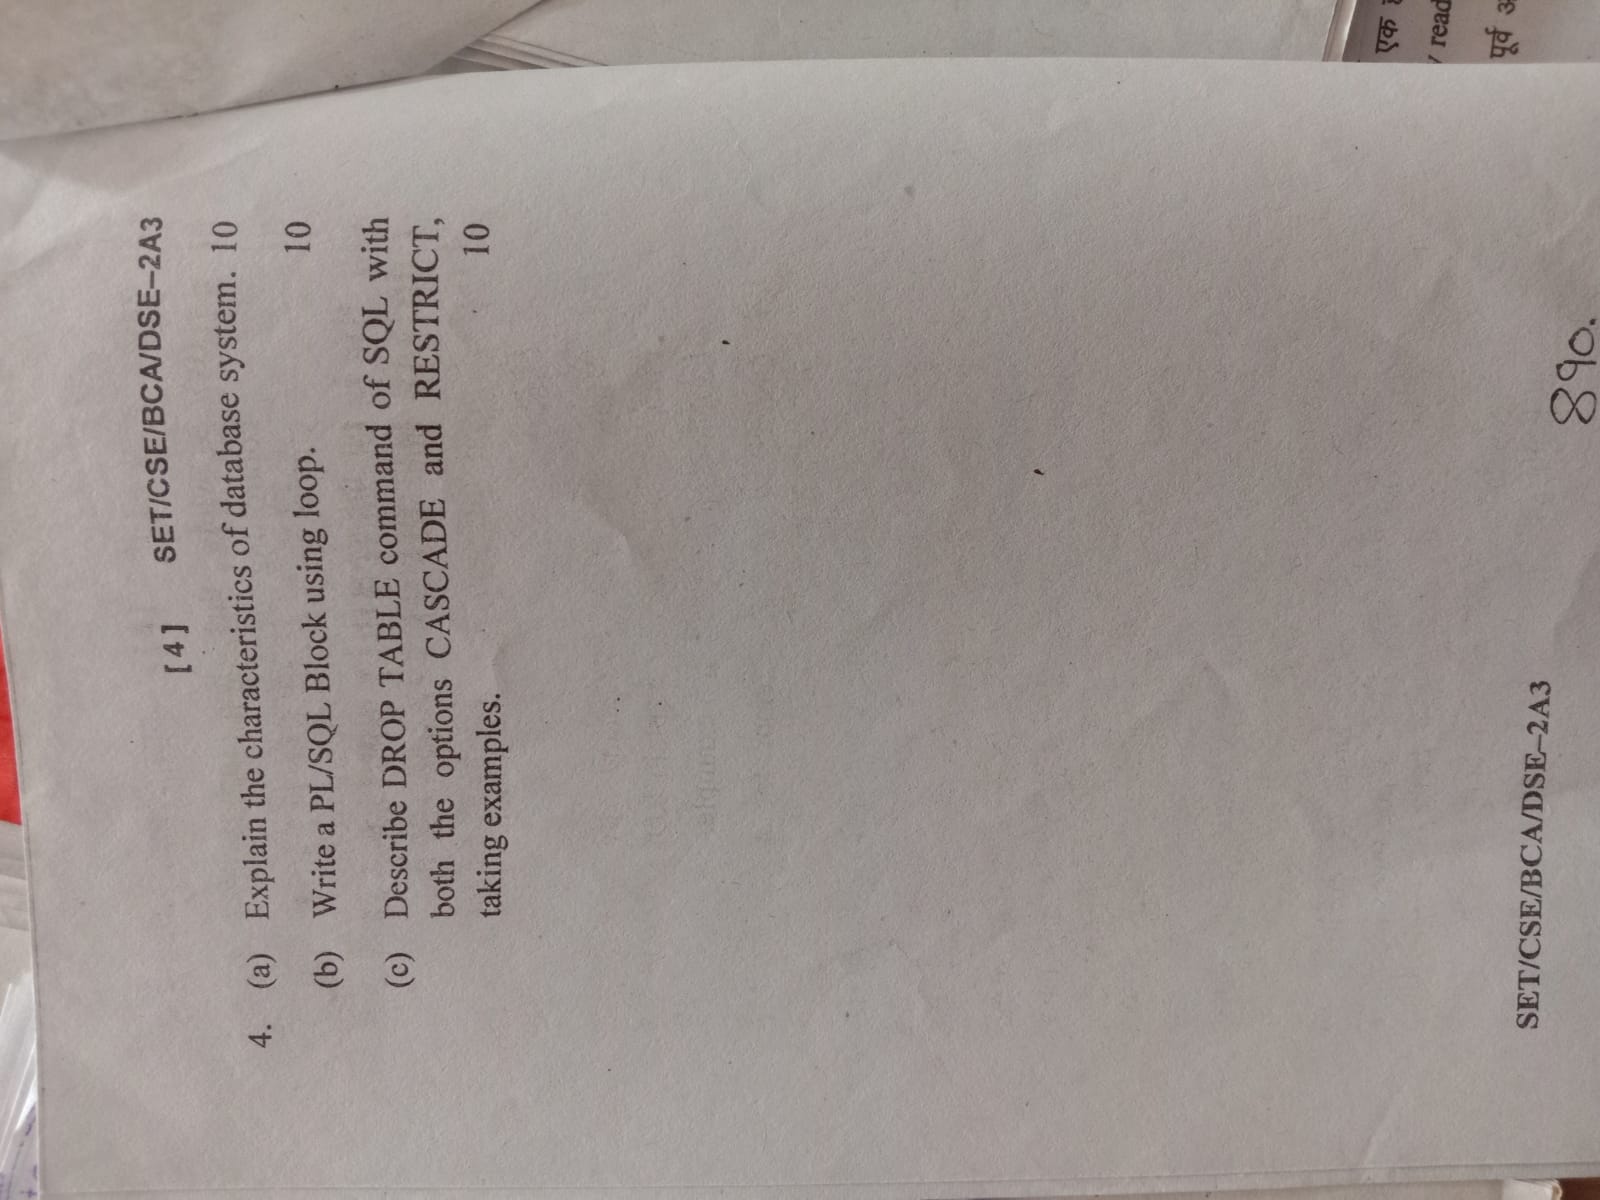 [ 4 ] SET/CSE/BCA/DSE–2A3
4. (a) Explain the characteristics of database system. 10
(b) Write a PL/SQL Block using loop. 10
(c) Describe DROP TABLE command of SQL with
both the options CASCADE and RESTRICT,
taking examples. 10
एक
read
पूर्व
SET/CSE/BCA/DSE–2A3
890.